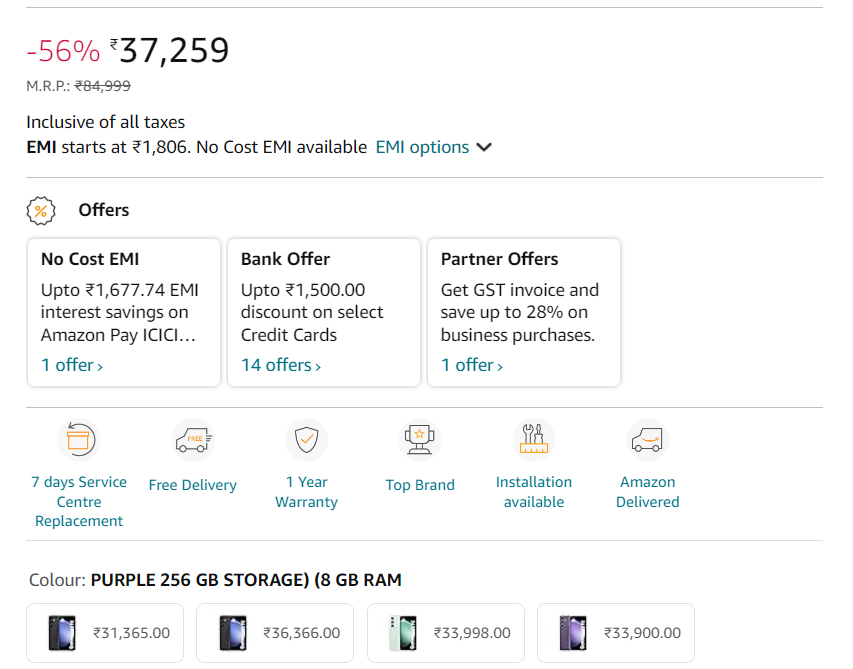 -56% ₹37,259
M.R.P.: ₹84,999
Inclusive of all taxes
EMI starts at ₹1,806. No Cost EMI available EMI options
% Offers
No Cost EMI
Upto ₹1,677.74 EMI
interest savings on
Amazon Pay ICICI…
1 offer ›
Bank Offer
Upto ₹1,500.00
discount on select
Credit Cards
14 offers ›
Partner Offers
Get GST invoice and
save up to 28% on
business purchases.
1 offer ›
7 days Service
Centre
Replacement
FREE
Free Delivery
1 Year
Warranty
Top Brand
Installation
available
Amazon
Delivered
Colour: PURPLE 256 GB STORAGE) (8 GB RAM
₹31,365.00
₹36,366.00
₹33,998.00
₹33,900.00